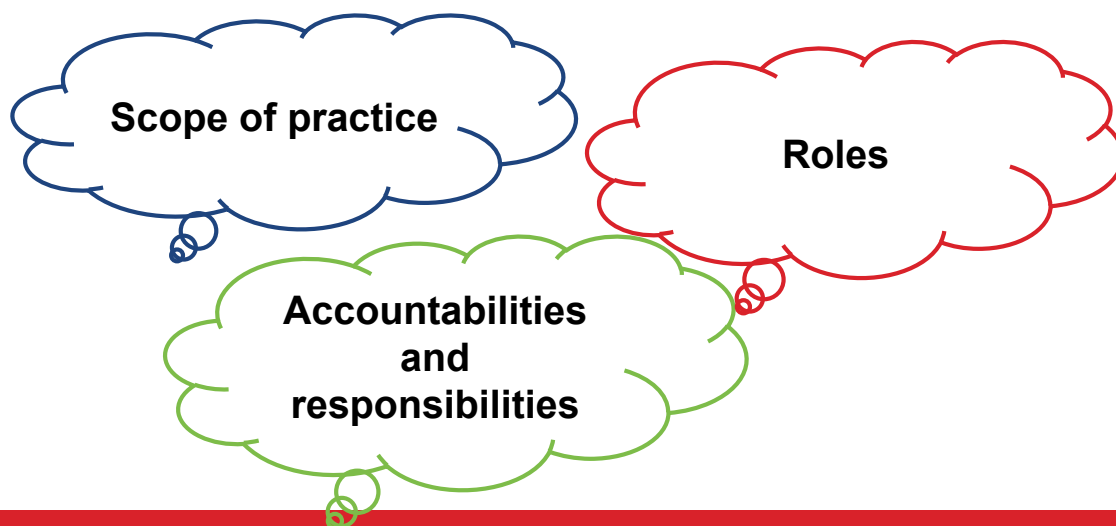 Scope of practice
Roles
Accountabilities
and
responsibilities